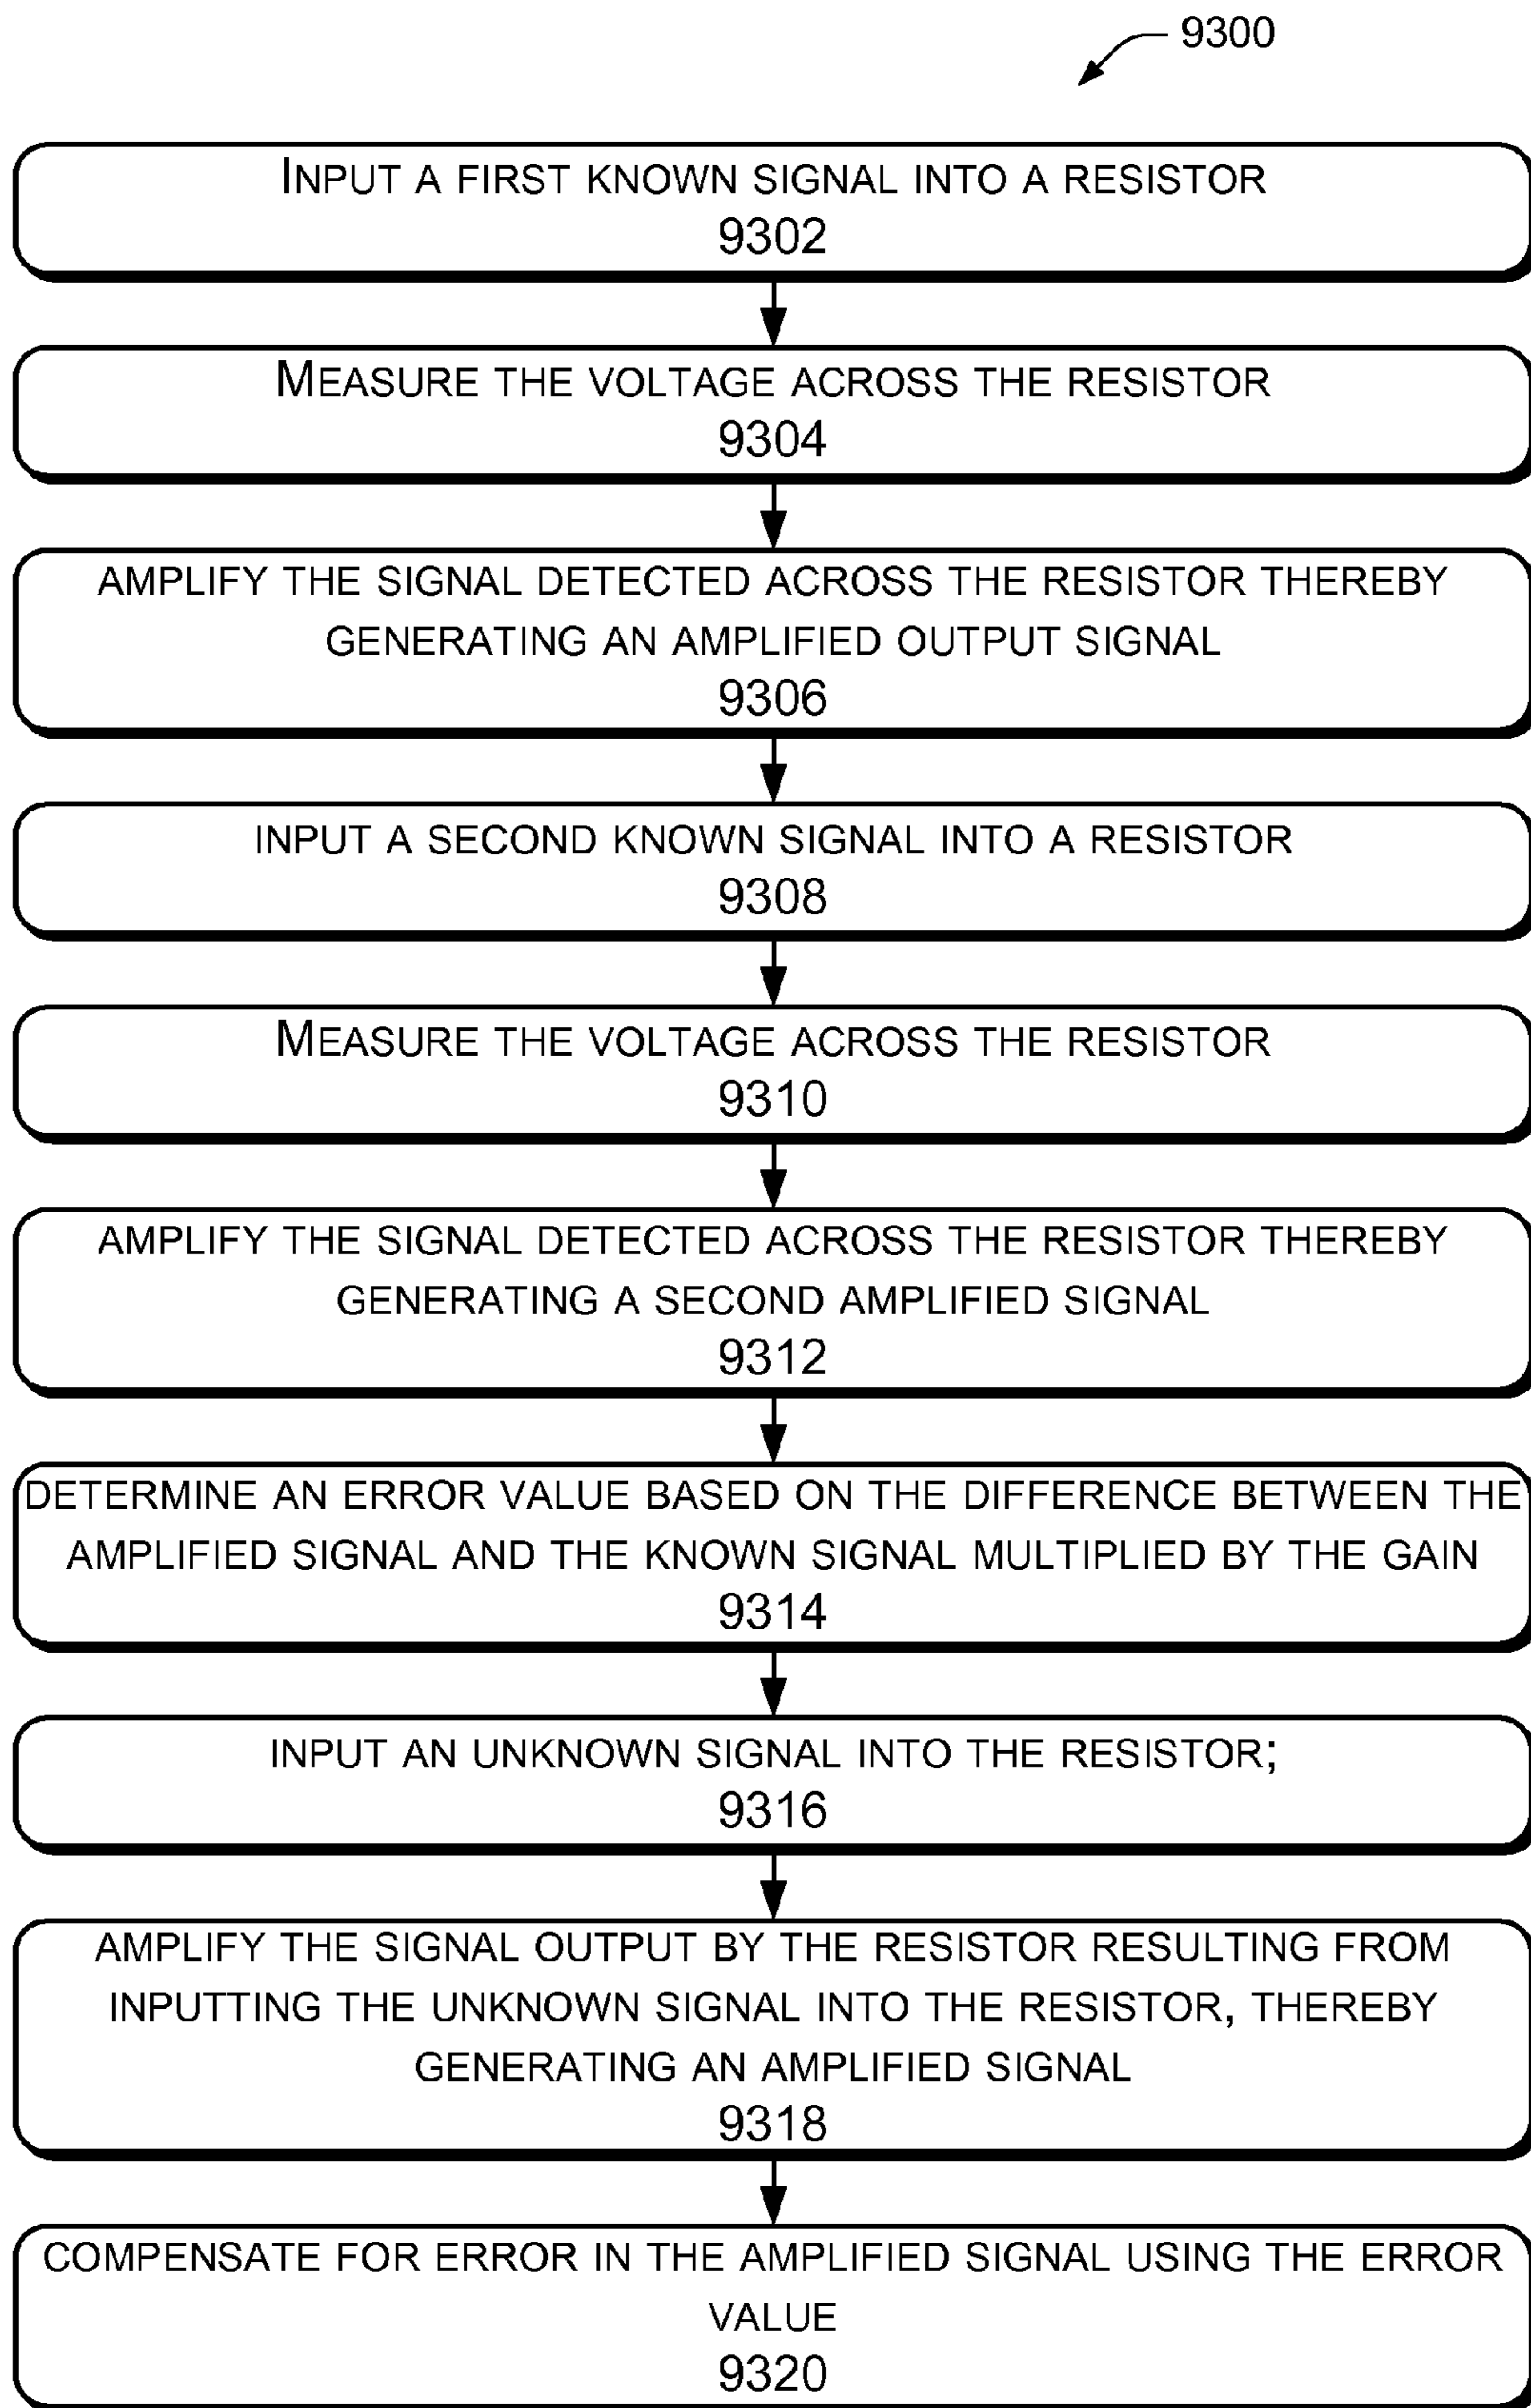 9300
INPUT A FIRST KNOWN SIGNAL INTO A RESISTOR
9302
MEASURE THE VOLTAGE ACROSS THE RESISTOR
9304
AMPLIFY THE SIGNAL DETECTED ACROSS THE RESISTOR THEREBY
GENERATING AN AMPLIFIED OUTPUT SIGNAL
9306
INPUT A SECOND KNOWN SIGNAL INTO A RESISTOR
9308
MEASURE THE VOLTAGE ACROSS THE RESISTOR
9310
AMPLIFY THE SIGNAL DETECTED ACROSS THE RESISTOR THEREBY
GENERATING A SECOND AMPLIFIED SIGNAL
9312
DETERMINE AN ERROR VALUE BASED ON THE DIFFERENCE BETWEEN THE
AMPLIFIED SIGNAL AND THE KNOWN SIGNAL MULTIPLIED BY THE GAIN
9314
INPUT AN UNKNOWN SIGNAL INTO THE RESISTOR;
9316
AMPLIFY THE SIGNAL OUTPUT BY THE RESISTOR RESULTING FROM
INPUTTING THE UNKNOWN SIGNAL INTO THE RESISTOR, THEREBY
GENERATING AN AMPLIFIED SIGNAL
9318
COMPENSATE FOR ERROR IN THE AMPLIFIED SIGNAL USING THE ERROR
VALUE
9320